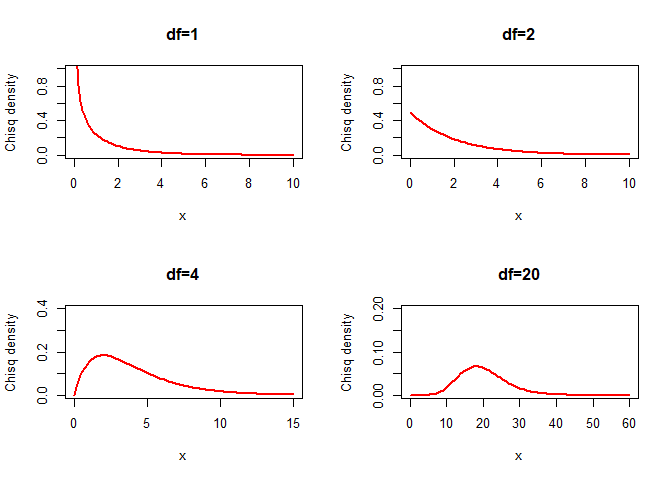 df=1
Chisq density
0.0 0.4 0.8
0 2 4 6 8 10
x
df=2
Chisq density
0.0 0.4 0.8
0 2 4 6 8 10
x
df=4
Chisq density
0.0 0.2 0.4
0 5 10 15
x
df=20
Chisq density
0.00 0.10 0.20
0 10 20 30 40 50 60
x